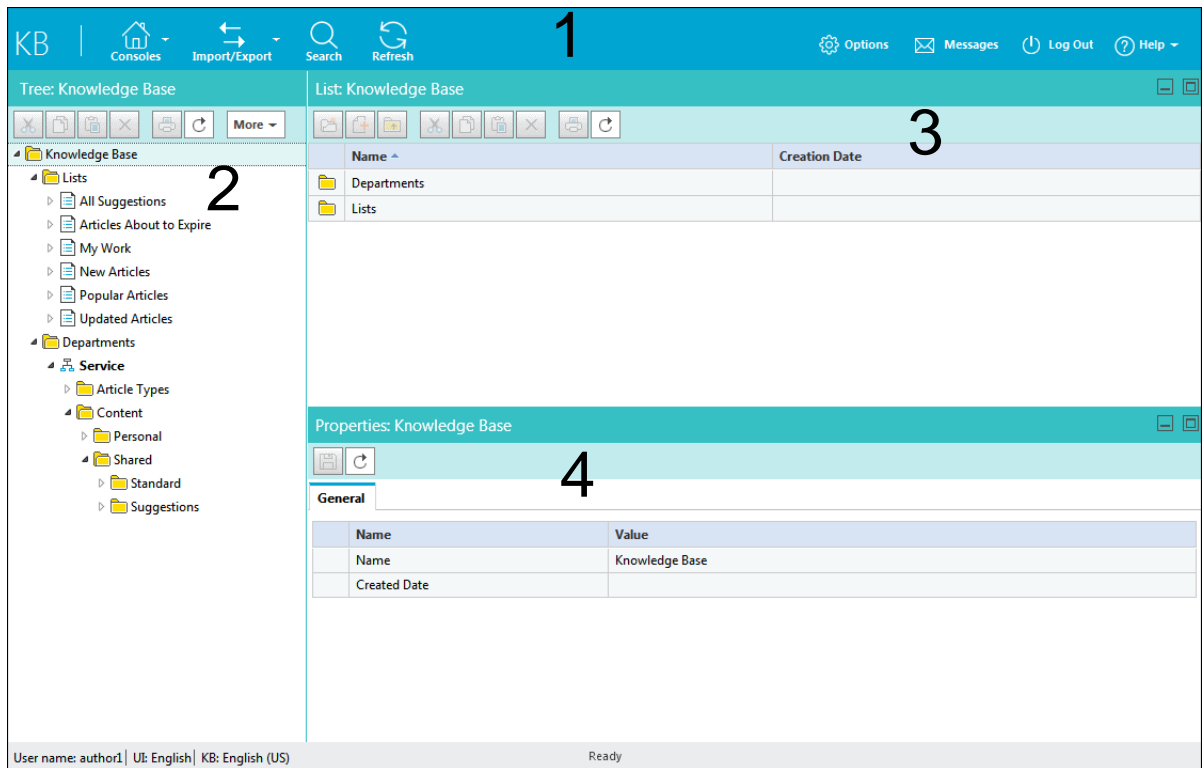 KB Consoles Import/Export Search Refresh 1 Options Messages Log Out Help
Tree: Knowledge Base
More
Knowledge Base
Lists
2
All Suggestions
Articles About to Expire
My Work
New Articles
Popular Articles
Updated Articles
Departments
Service
Article Types
Content
Personal
Shared
Standard
Suggestions
List: Knowledge Base
3
Name Creation Date
Departments
Lists
Properties: Knowledge Base
4
General
Name Value
Name Knowledge Base
Created Date
User name: author1 UI: English KB: English (US) Ready